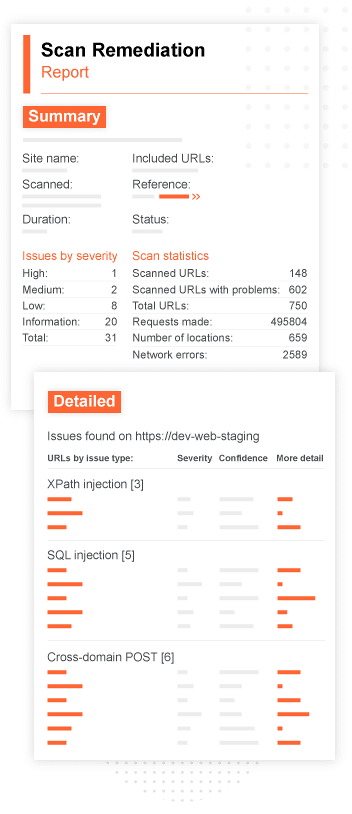 Scan Remediation
Report
Summary
Site name: Included URLs:
Scanned: Reference:
Duration: Status:
Issues by severity Scan statistics
High: 1 Scanned URLs: 148
Medium: 2 Scanned URLs with problems: 602
Low: 8 Total URLs: 750
Information: 20 Requests made: 495804
Total: 31 Number of locations: 659
Network errors: 2589
Detailed
Issues found on https://dev-web-staging
URLs by issue type: Severity Confidence More detail
XPath injection [3]
SQL injection [5]
Cross-domain POST [6]